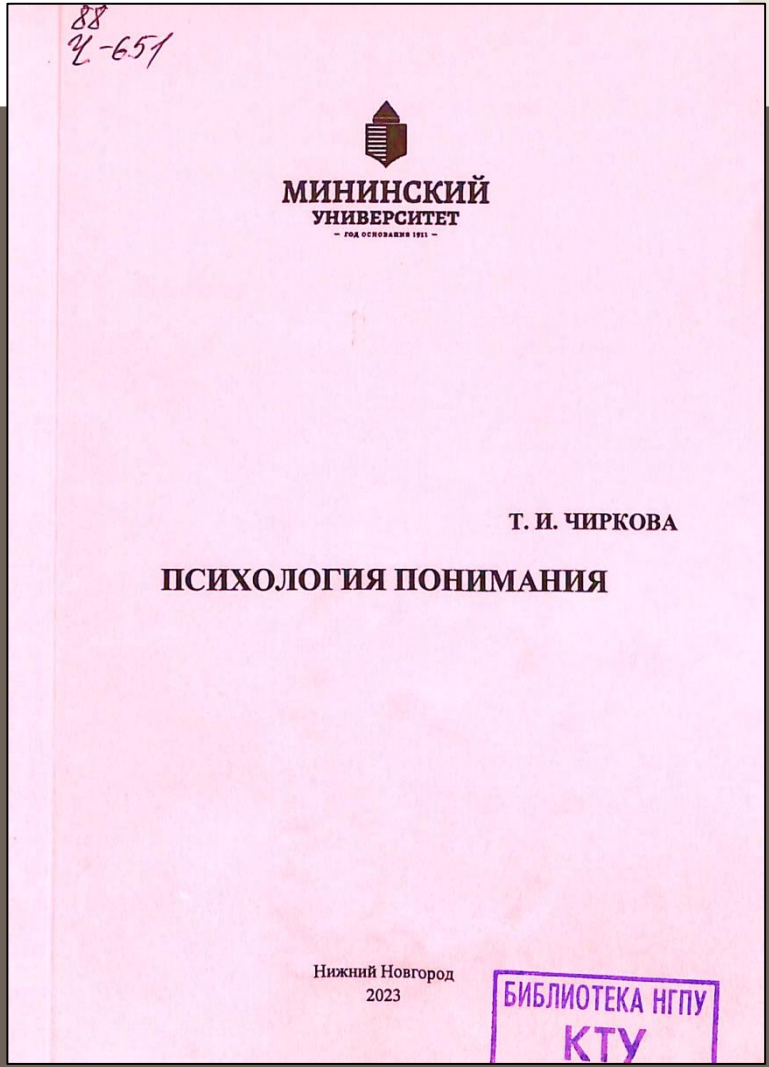 88
Ч-651
МИНИНСКИЙ
УНИВЕРСИТЕТ
– ГОД ОСНОВАНИЯ 1911 –
Т. И. ЧИРКОВА
ПСИХОЛОГИЯ ПОНИМАНИЯ
Нижний Новгород
2023
БИБЛИОТЕКА НГПУ
КТУ